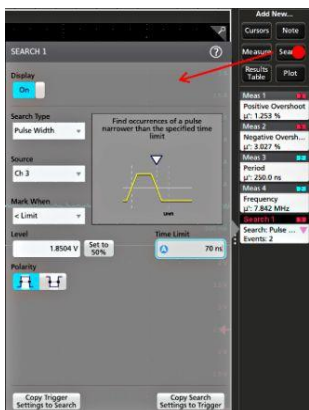 Add New...
Cursors Note
Measure
Results Table Plot
SEARCH 1
Display
On
Search Type
Pulse Width
Find occurrences of a pulse
narrower than the specified time
limit
Limit
Source
Ch 3
Mark When
< Limit
Level
1.8504 V
Set to
50%
Time Limit
70 ns
Polarity
Copy Trigger
Settings to Search
Copy Search
Settings to Trigger
Meas 1
Positive Overshoot
µ': 1.253 %
Meas 2
Negative Oversh...
µ': 3.027 %
Meas 3
Period
µ': 250.0 ns
Meas 4
Frequency
µ': 7.842 MHz
Search 1
Search: Pulse ...
Events: 2